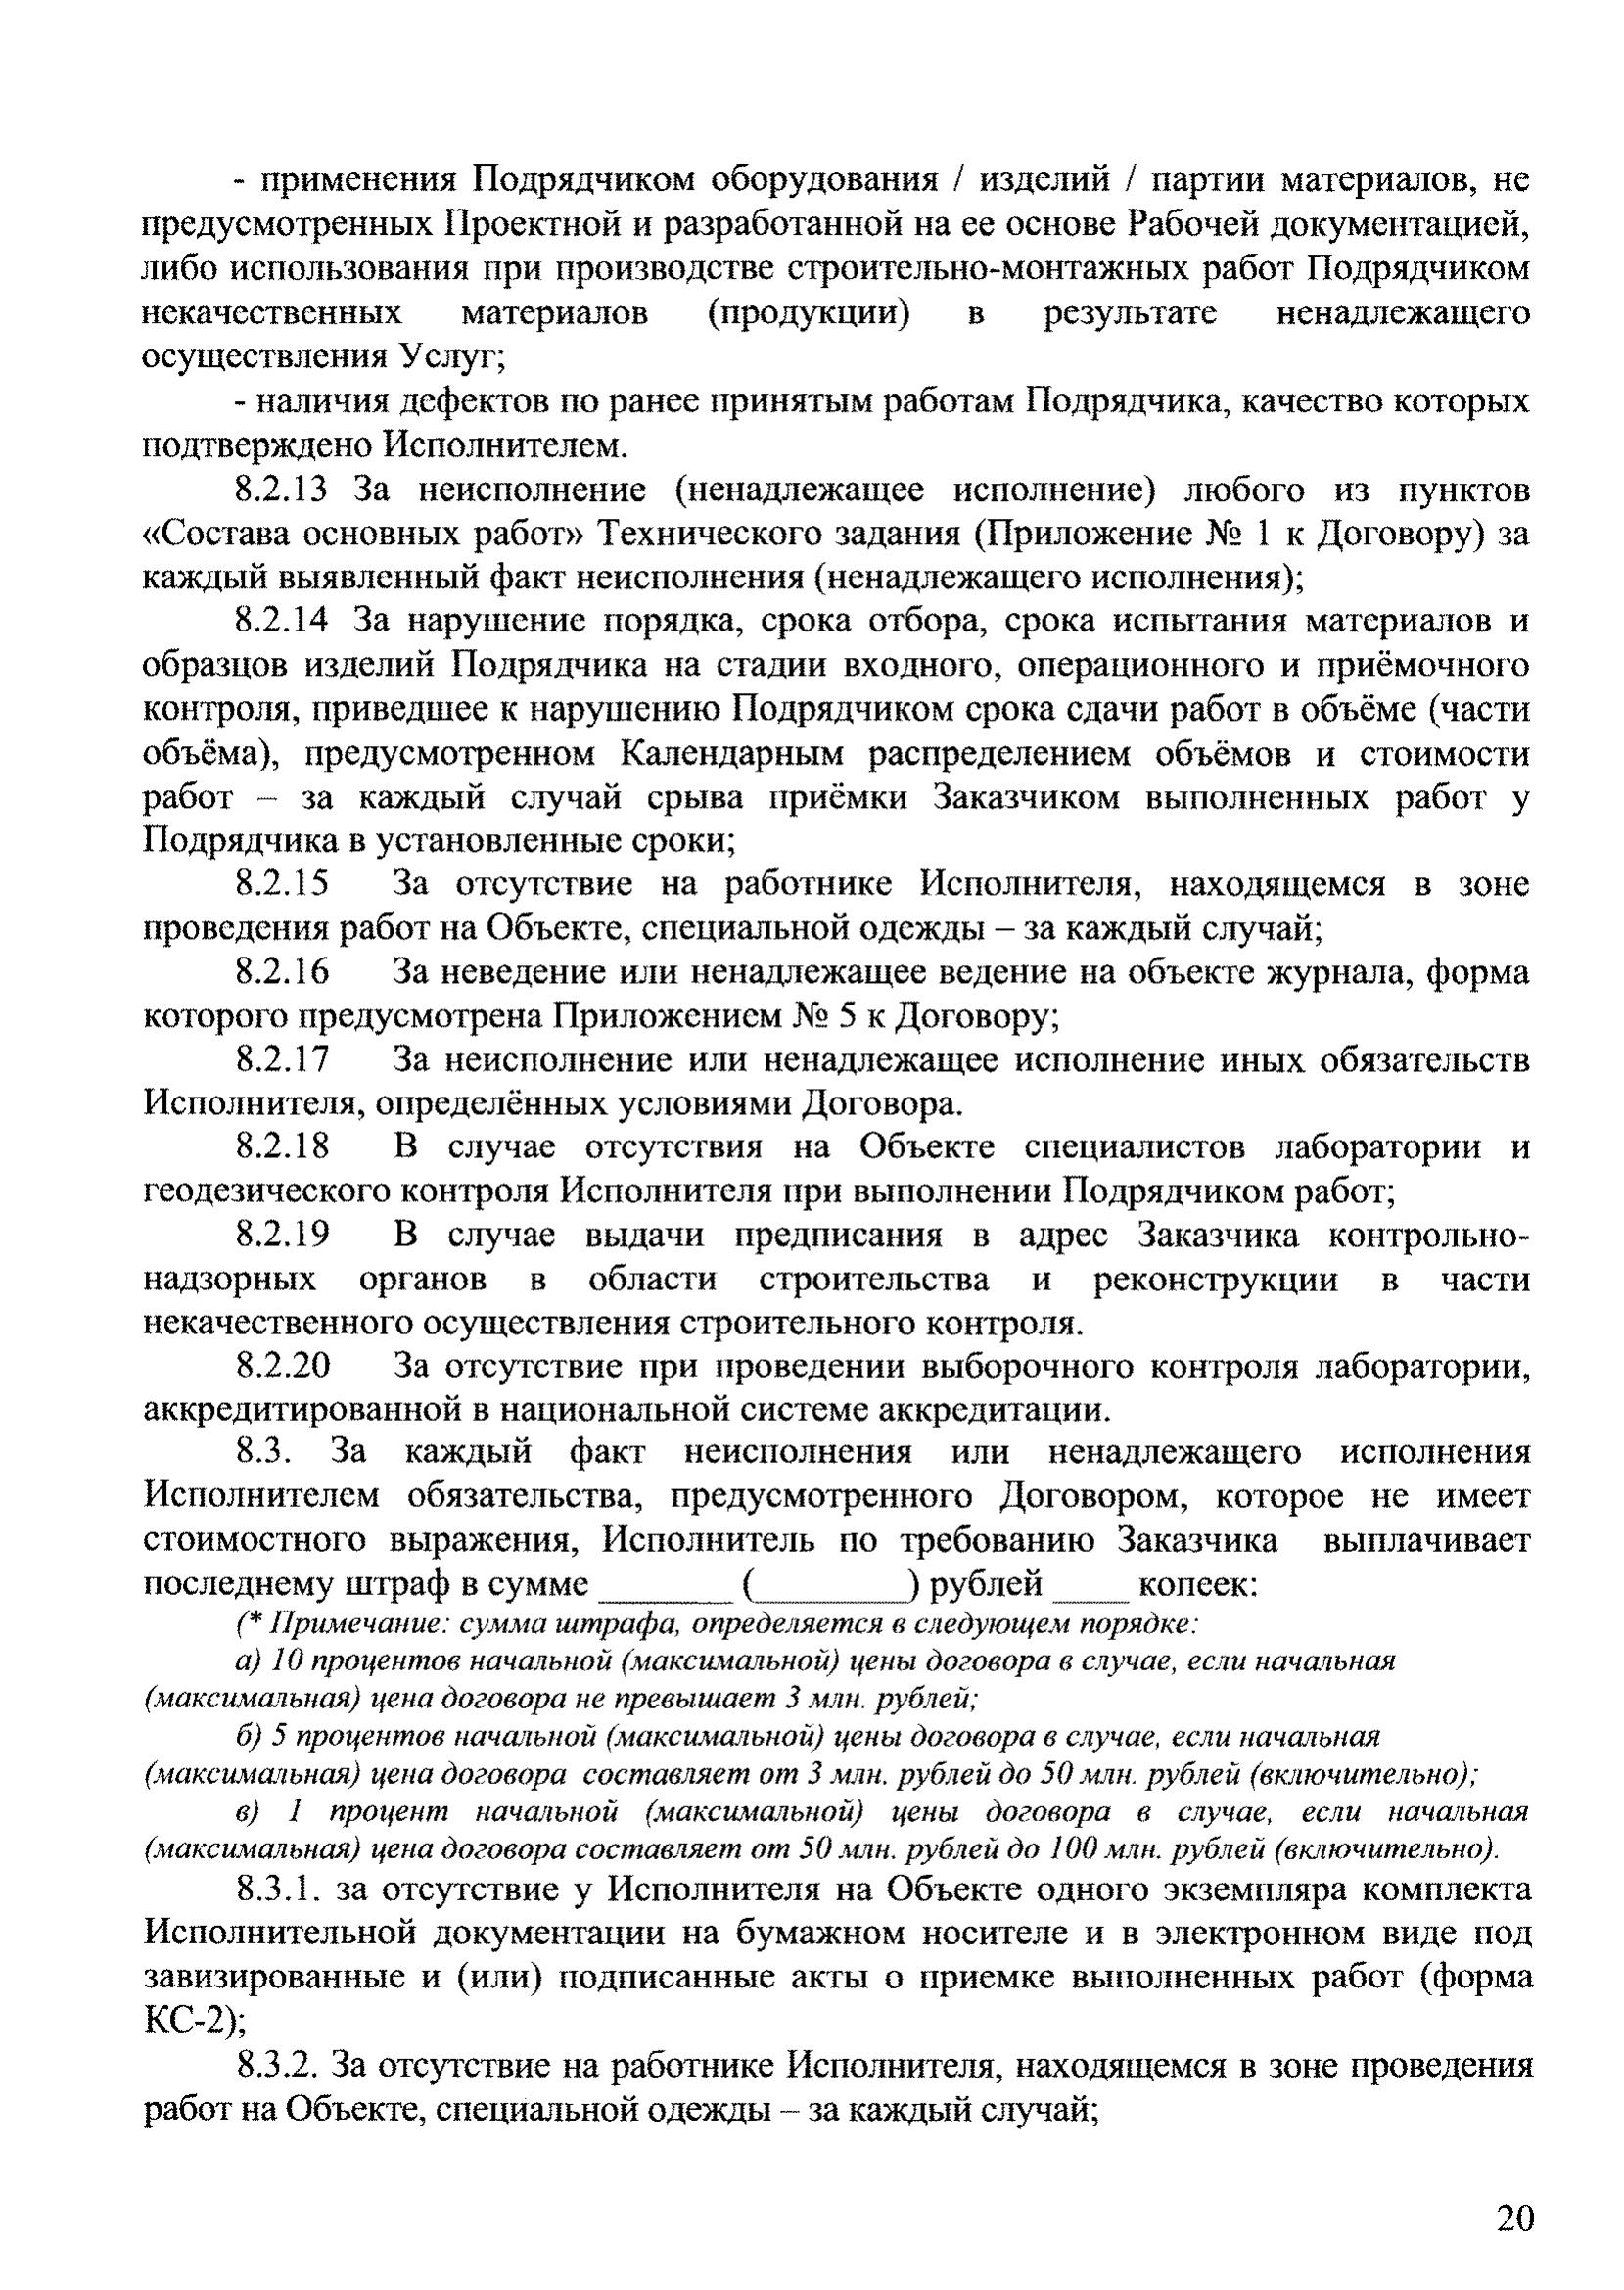 - применения Подрядчиком оборудования / изделий / партии материалов, не
предусмотренных Проектной и разработанной на ее основе Рабочей документацией,
либо использования при производстве строительно-монтажных работ Подрядчиком
некачественных материалов (продукции) в результате ненадлежащего
осуществления Услуг;
- наличия дефектов по ранее принятым работам Подрядчика, качество которых
подтверждено Исполнителем.
8.2.13 За неисполнение (ненадлежащее исполнение) любого из пунктов
«Состава основных работ» Технического задания (Приложение № 1 к Договору) за
каждый выявленный факт неисполнения (ненадлежащего исполнения);
8.2.14 За нарушение порядка, срока отбора, срока испытания материалов и
образцов изделий Подрядчика на стадии входного, операционного и приёмочного
контроля, приведшее к нарушению Подрядчиком срока сдачи работ в объёме (части
объёма), предусмотренном Календарным распределением объёмов и стоимости
работ – за каждый случай срыва приёмки Заказчиком выполненных работ у
Подрядчика в установленные сроки;
8.2.15 За отсутствие на работнике Исполнителя, находящемся в зоне
проведения работ на Объекте, специальной одежды – за каждый случай;
8.2.16 За неведение или ненадлежащее ведение на объекте журнала, форма
которого предусмотрена Приложением № 5 к Договору;
8.2.17 За неисполнение или ненадлежащее исполнение иных обязательств
Исполнителя, определённых условиями Договора.
8.2.18 В случае отсутствия на Объекте специалистов лаборатории и
геодезического контроля Исполнителя при выполнении Подрядчиком работ;
8.2.19 В случае выдачи предписания в адрес Заказчика контрольно-
надзорных органов в области строительства и реконструкции в части
некачественного осуществления строительного контроля.
8.2.20 За отсутствие при проведении выборочного контроля лаборатории,
аккредитированной в национальной системе аккредитации.
8.3. За каждый факт неисполнения или ненадлежащего исполнения
Исполнителем обязательства, предусмотренного Договором, которое не имеет
стоимостного выражения, Исполнитель по требованию Заказчика выплачивает
последнему штраф в сумме _______ (________) рублей ____ копеек:
(* Примечание: сумма штрафа, определяется в следующем порядке:
а) 10 процентов начальной (максимальной) цены договора в случае, если начальная
(максимальная) цена договора не превышает 3 млн. рублей;
б) 5 процентов начальной (максимальной) цены договора в случае, если начальная
(максимальная) цена договора составляет от 3 млн. рублей до 50 млн. рублей (включительно);
в) 1 процент начальной (максимальной) цены договора в случае, если начальная
(максимальная) цена договора составляет от 50 млн. рублей до 100 млн. рублей (включительно).
8.3.1. за отсутствие у Исполнителя на Объекте одного экземпляра комплекта
Исполнительной документации на бумажном носителе и в электронном виде под
завизированные и (или) подписанные акты о приемке выполненных работ (форма
КС-2);
8.3.2. За отсутствие на работнике Исполнителя, находящемся в зоне проведения
работ на Объекте, специальной одежды – за каждый случай;
20